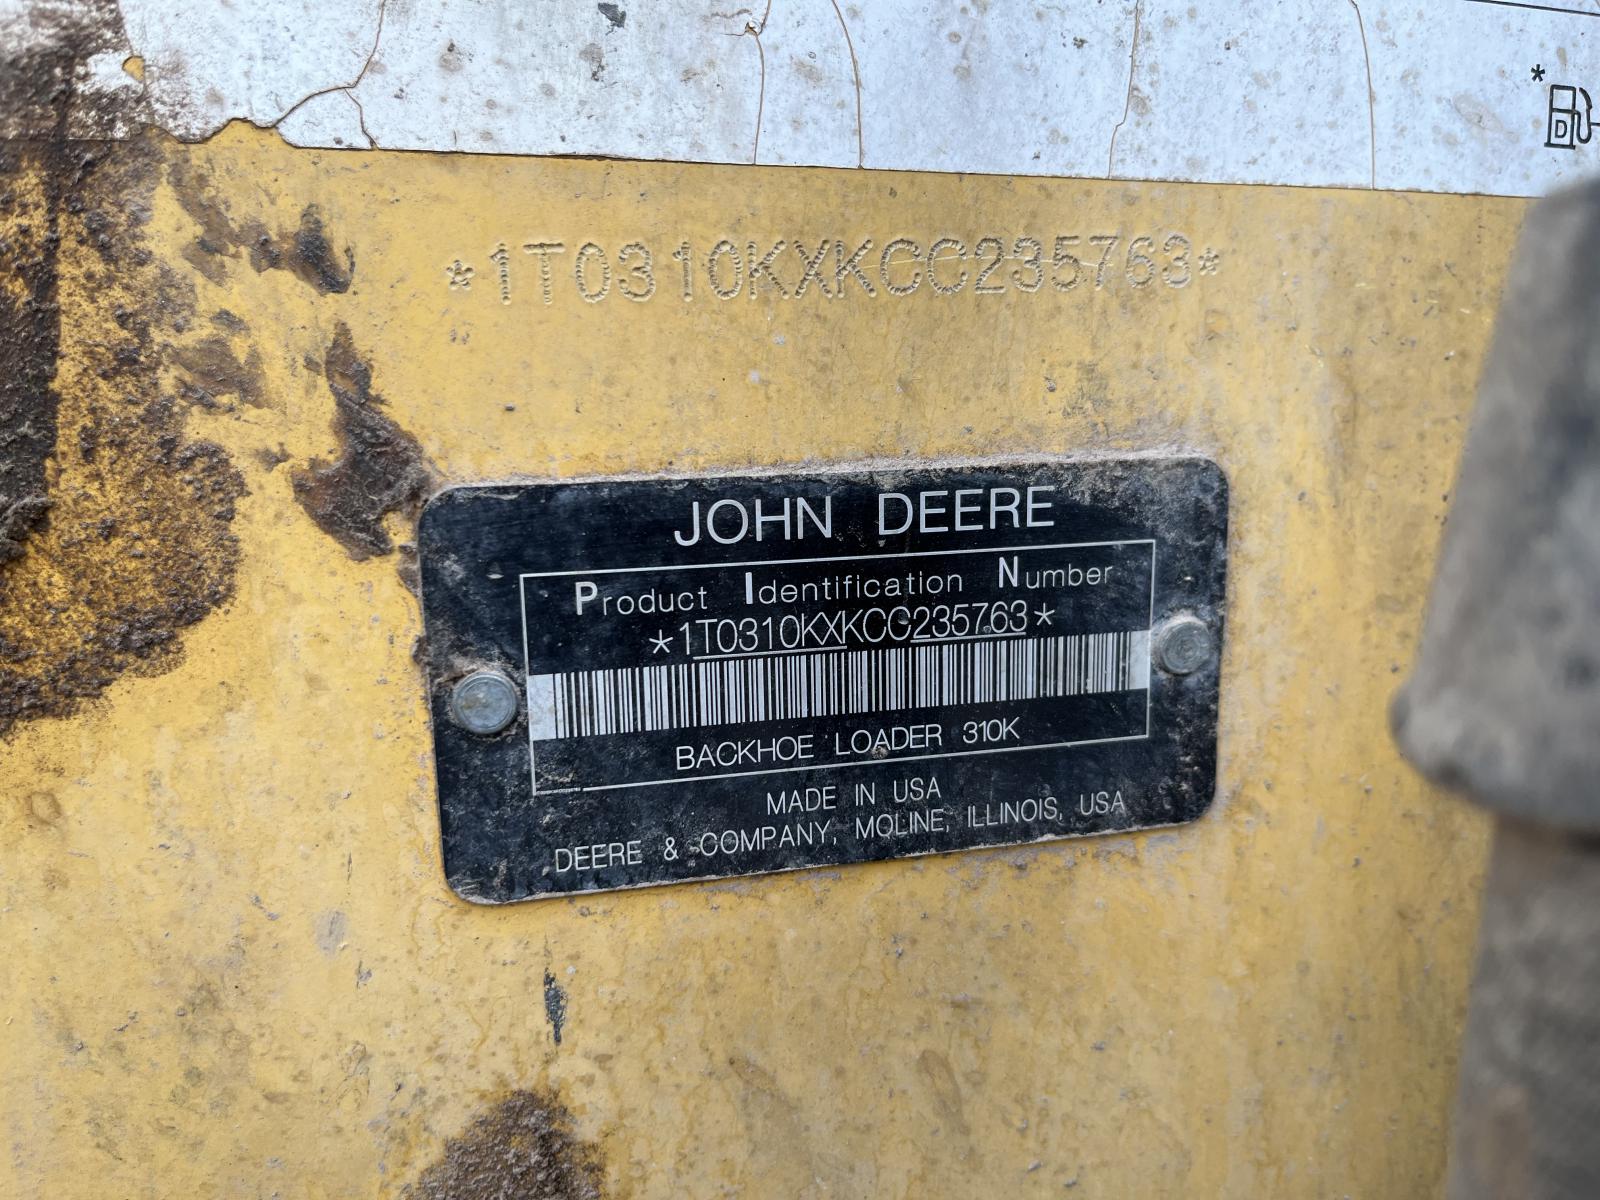 *
D
*1T0310KXKCC235763*
JOHN DEERE
Product Identification Number
*1T0310KXKCC235763*
BACKHOE LOADER 310K
MADE IN USA
DEERE & COMPANY, MOLINE, ILLINOIS, USA